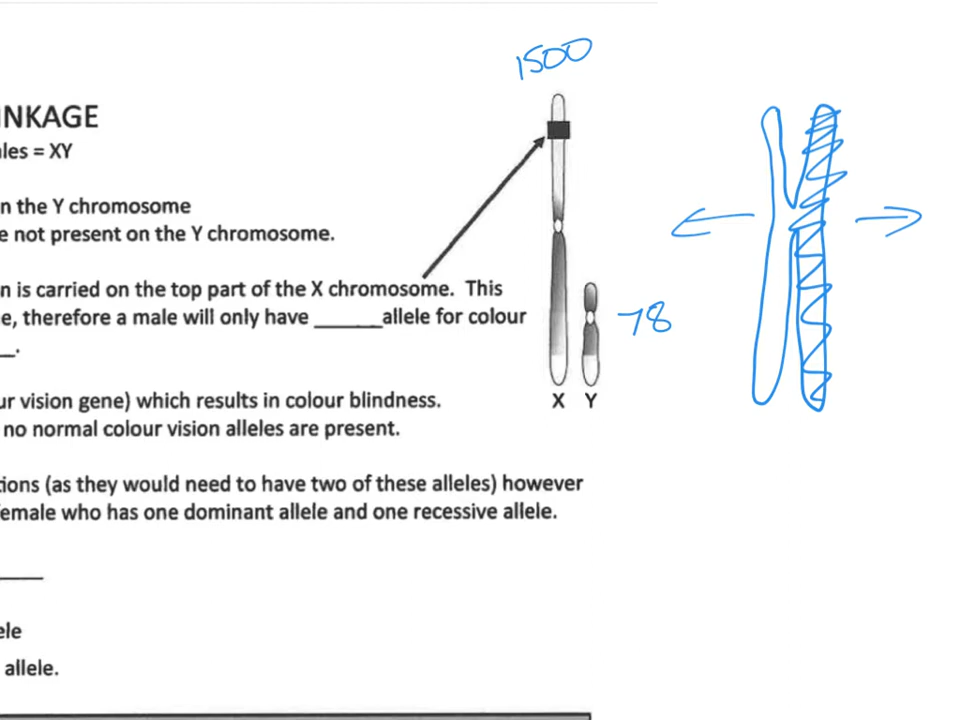 1500
INKAGE
les = XY
n the Y chromosome
e not present on the Y chromosome.
n is carried on the top part of the X chromosome. This
e, therefore a male will only have ______allele for colour
__.
78
X Y
ur vision gene) which results in colour blindness.
no normal colour vision alleles are present.
tions (as they would need to have two of these alleles) however
emale who has one dominant allele and one recessive allele.
ele
allele.